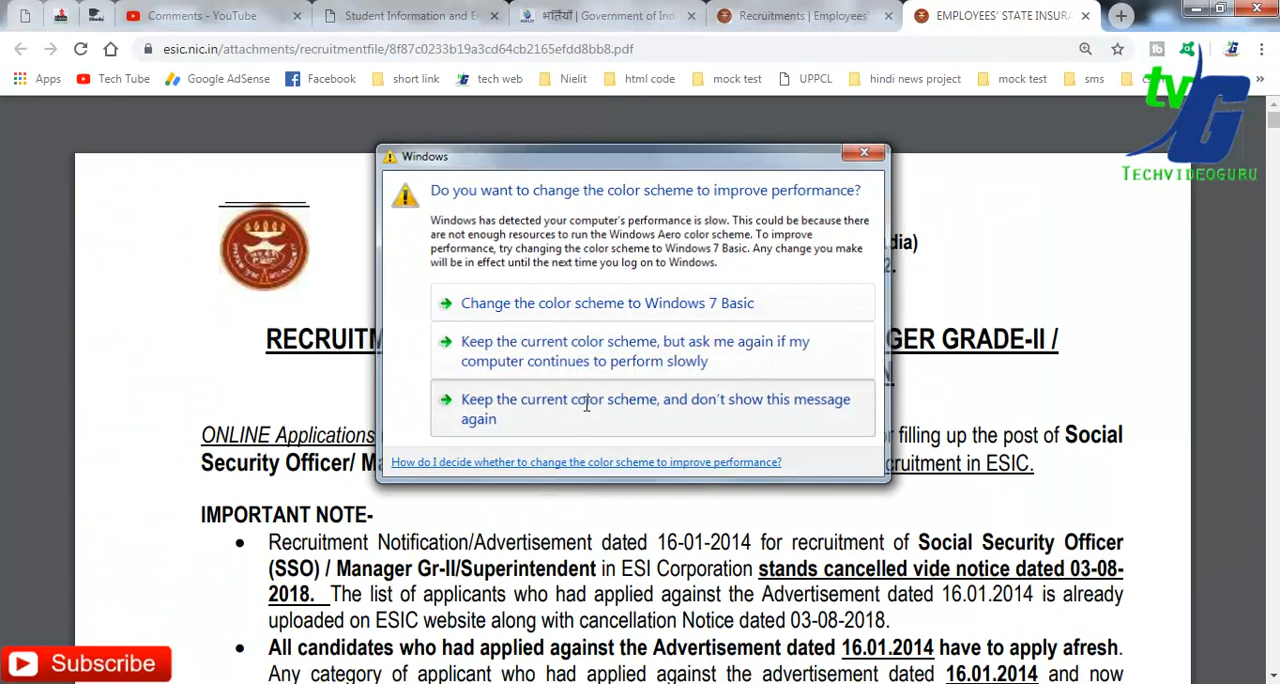 Comments - YouTube
Student Information and E
भर्तियाँ | Government of Ind
Recruitments | Employees'
EMPLOYEES' STATE INSURA
esic.nic.in/attachments/recruitmentfile/8f87c0233b19a3cd64cb2165efdd8bb8.pdf
Apps
Tech Tube
Google AdSense
Facebook
short link
tech web
Nielit
html code
mock test
UPPCL
hindi news project
mock test
sms
tv G
TECHVIDEOGURU
Windows
Do you want to change the color scheme to improve performance?
Windows has detected your computer's performance is slow. This could be because there
are not enough resources to run the Windows Aero color scheme. To improve
performance, try changing the color scheme to Windows 7 Basic. Any change you make
will be in effect until the next time you log on to Windows.
Change the color scheme to Windows 7 Basic
Keep the current color scheme, but ask me again if my
computer continues to perform slowly
Keep the current color scheme, and don't show this message
again
How do I decide whether to change the color scheme to improve performance?
dia)
2.
RECRUITM GER GRADE-II /
N
ONLINE Applications r filling up the post of Social
Security Officer/ Ma cruitment in ESIC.
IMPORTANT NOTE-
• Recruitment Notification/Advertisement dated 16-01-2014 for recruitment of Social Security Officer
(SSO) / Manager Gr-II/Superintendent in ESI Corporation stands cancelled vide notice dated 03-08-
2018. The list of applicants who had applied against the Advertisement dated 16.01.2014 is already
uploaded on ESIC website along with cancellation Notice dated 03-08-2018.
• All candidates who had applied against the Advertisement dated 16.01.2014 have to apply afresh.
Any category of applicant who had applied against the advertisement dated 16.01.2014 and now
Subscribe